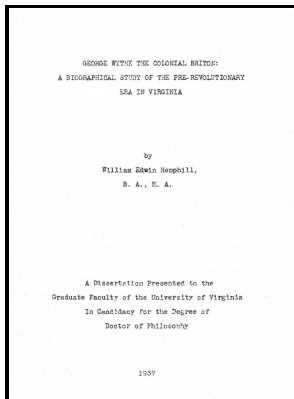 GEORGE WYTHE THE COLONIAL BRITON:
A BIOGRAPHICAL STUDY OF THE PRE-REVOLUTIONARY
ERA IN VIRGINIA
by
William Edwin Hemphill,
B. A., M. A.
A Dissertation Presented to the
Graduate Faculty of the University of Virginia
In Candidacy for the Degree of
Doctor of Philosophy
1937